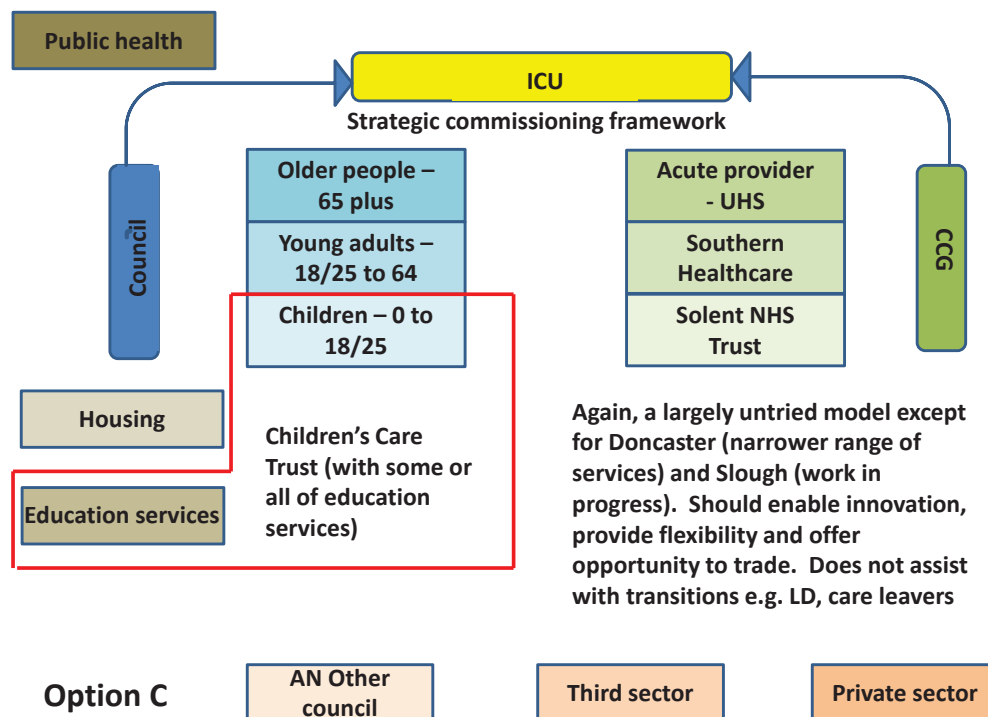 Public health
ICU
Strategic commissioning framework
Council
Older people –
65 plus
Young adults –
18/25 to 64
Children – 0 to
18/25
Acute provider
- UHS
Southern
Healthcare
Solent NHS
Trust
CCG
Housing
Education services
Children's Care
Trust (with some or
all of education
services)
Again, a largely untried model except
for Doncaster (narrower range of
services) and Slough (work in
progress).  Should enable innovation,
provide flexibility and offer
opportunity to trade.  Does not assist
with transitions e.g. LD, care leavers
Option C
AN Other
council
Third sector
Private sector